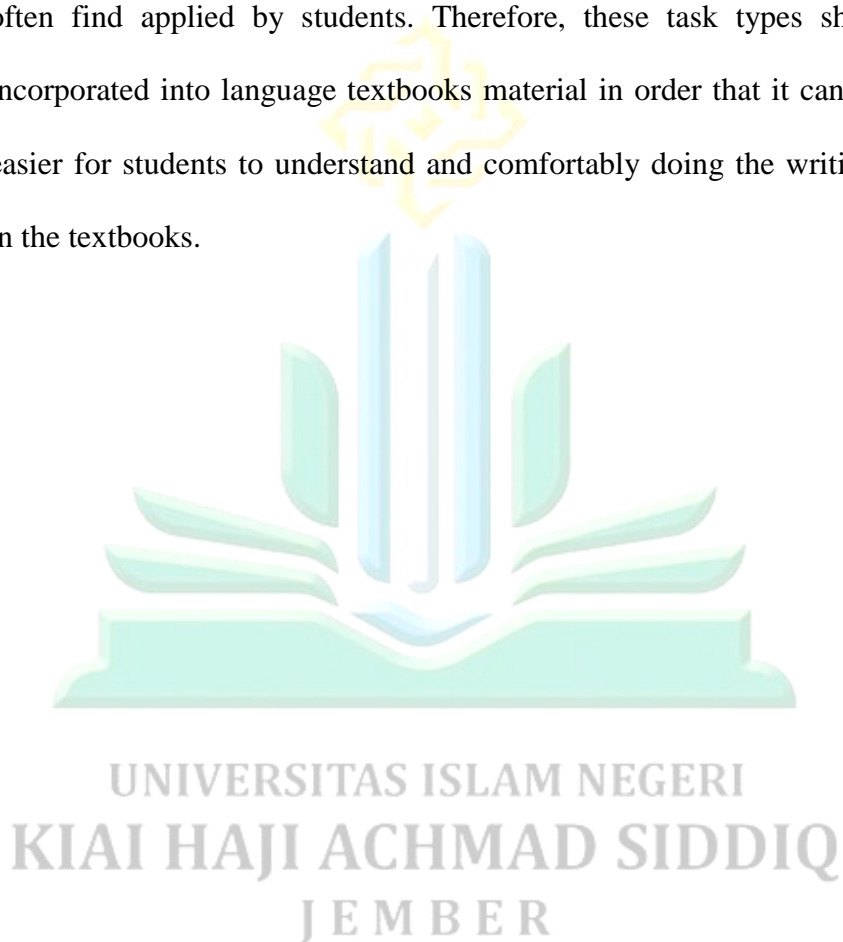 often find applied by students. Therefore, these task types sh
ncorporated into language textbooks material in order that it can
easier for students to understand and comfortably doing the writi
n the textbooks.
UNIVERSITAS ISLAM NEGERI
KIAI HAJI ACHMAD SIDDIQ
JEMBER